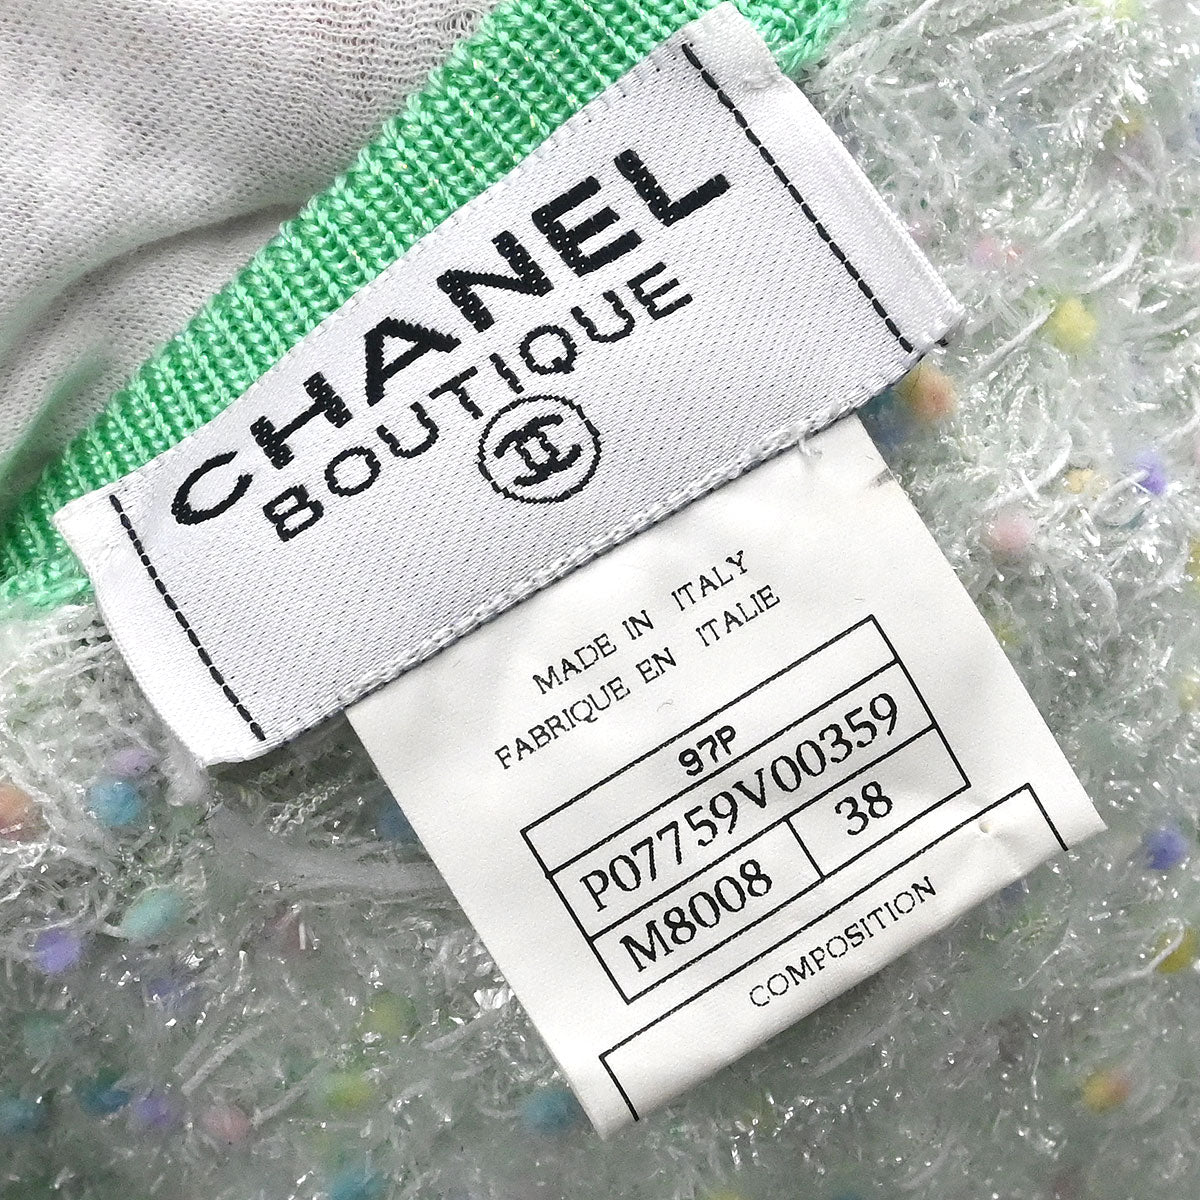 CHANEL
BOUTIQUE
MADE IN ITALY
FABRIQUE EN ITALIE
97P
P07759V00359
M8008 38
COMPOSITION